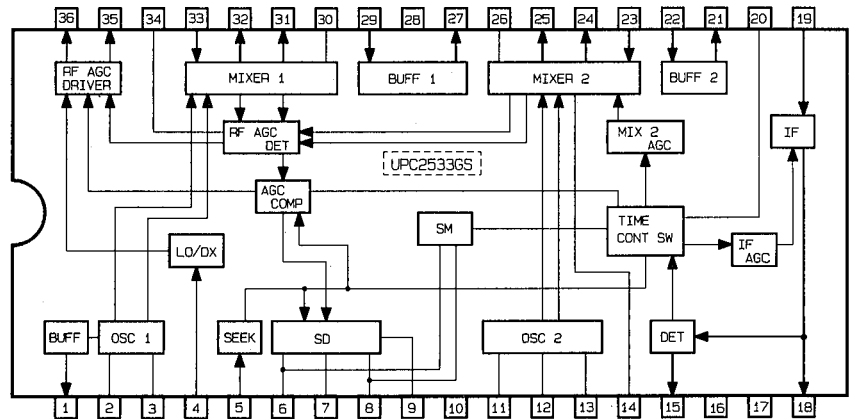 36 35 34 33 32 31 30 29 28 27 26 25 24 23 22 21 20 19
RF AGC
DRIVER
MIXER 1
BUFF 1
MIXER 2
BUFF 2
RF AGC
DET
MIX 2
AGC
IF
UPC2533GS
AGC
COMP
LO/DX
SM
TIME
CONT SW
IF
AGC
BUFF
OSC 1
SEEK
SD
OSC 2
DET
1 2 3 4 5 6 7 8 9 10 11 12 13 14 15 16 17 18